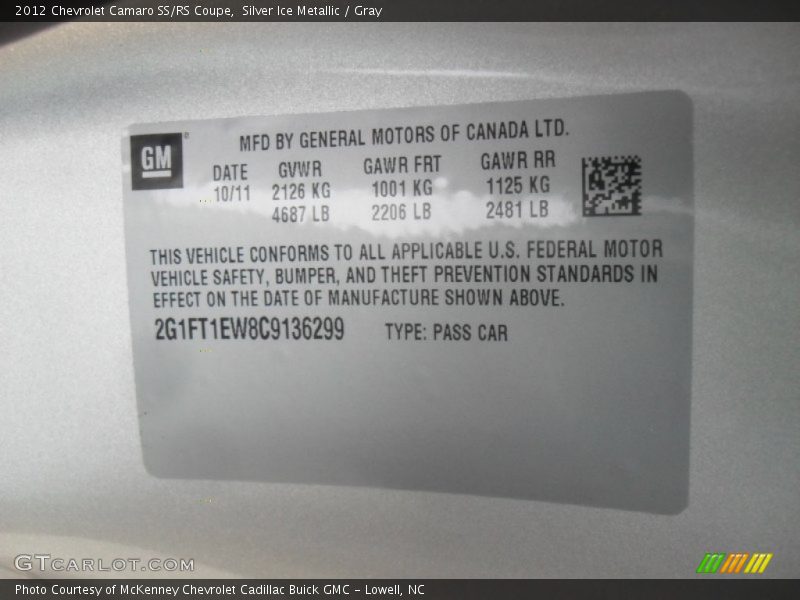 2012 Chevrolet Camaro SS/RS Coupe,  Silver Ice Metallic / Gray
GM
MFD BY GENERAL MOTORS OF CANADA LTD.
DATE GVWR GAWR FRT GAWR RR
10/11 2126 KG 1001 KG 1125 KG
4687 LB 2206 LB 2481 LB
THIS VEHICLE CONFORMS TO ALL APPLICABLE U.S. FEDERAL MOTOR
VEHICLE SAFETY, BUMPER, AND THEFT PREVENTION STANDARDS IN
EFFECT ON THE DATE OF MANUFACTURE SHOWN ABOVE.
2G1FT1EW8C9136299 TYPE: PASS CAR
GTCARLOT.COM
Photo Courtesy of McKenney Chevrolet Cadillac Buick GMC - Lowell, NC